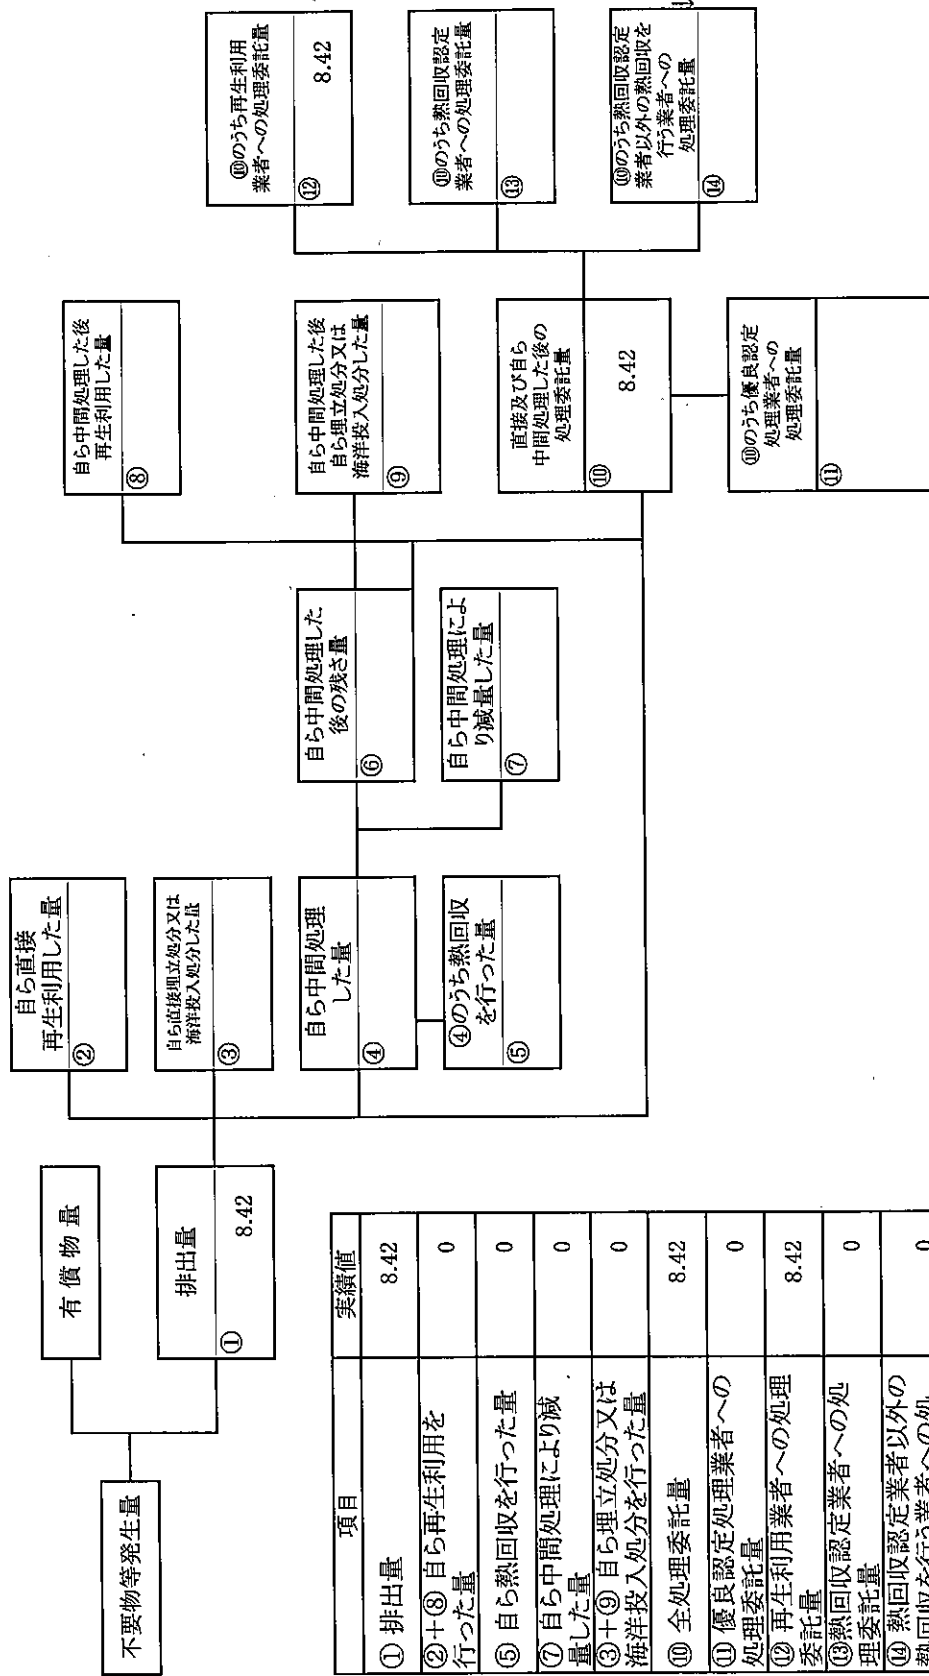 不要物等発生量
有償物量
排出量
① 8.42
自ら直接
再生利用した量
②
自ら直接埋立処分又は
海洋投入処分した量
③
自ら中間処理
した量
④
④のうち熱回収
を行った量
⑤
自ら中間処理した
後の残さ量
⑥
自ら中間処理によ
り減量した量
⑦
自ら中間処理した後
再生利用した量
⑧
自ら中間処理した後
自ら埋立処分又は
海洋投入処分した量
⑨
直接及び自ら
中間処理した後の
処理委託量
⑩ 8.42
⑩のうち優良認定
処理業者への
処理委託量
⑪
⑩のうち再生利用
業者への処理委託量
⑫ 8.42
⑩のうち熱回収認定
業者への処理委託量
⑬
⑩のうち熱回収認定
業者以外の熱回収を
行う業者への
処理委託量
⑭
項目 実績値
① 排出量 8.42
②+⑧ 自ら再生利用を
行った量 0
⑤ 自ら熱回収を行った量 0
⑦ 自ら中間処理により減
量した量 0
③+⑨ 自ら埋立処分又は
海洋投入処分を行った量 0
⑩ 全処理委託量 8.42
⑪ 優良認定処理業者への
処理委託量 0
⑫ 再生利用業者への処理
委託量 8.42
⑬熱回収認定業者への処
理委託量 0
⑭ 熱回収認定業者以外の
熱回収を行う業者への処 0